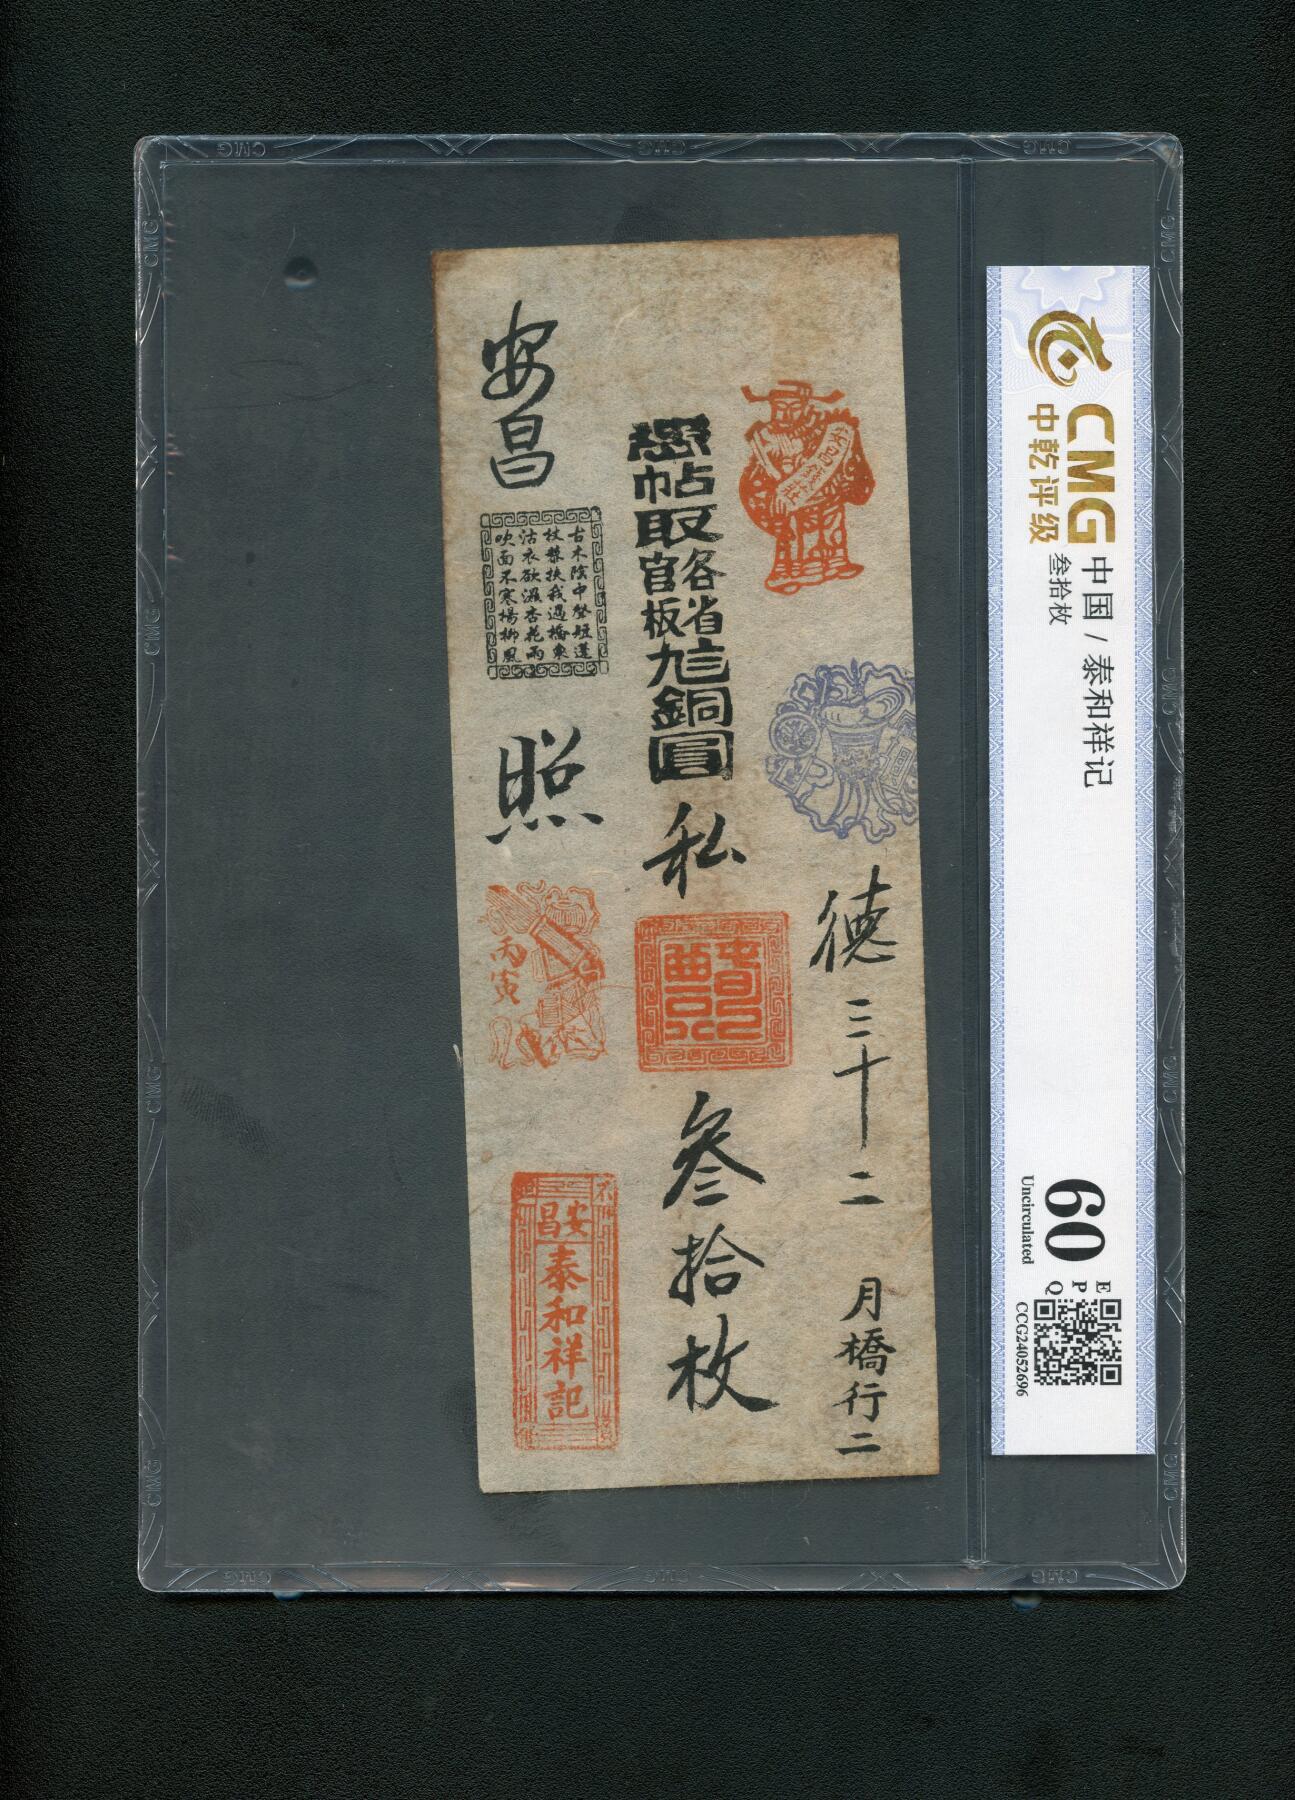 德三十二 月橋行二
憑帖取各省官板九銅圓 私 叁拾枚
安昌 照
古木陰中繫短蓬
杖藜扶我過橋東
沾衣欲濕杏花雨
吹面不寒楊柳風
丙寅
安昌
泰和祥記
CMG
中乾评级
中国 / 泰和祥记
叁拾枚
60 EPQ
Uncirculated
CCG24052696